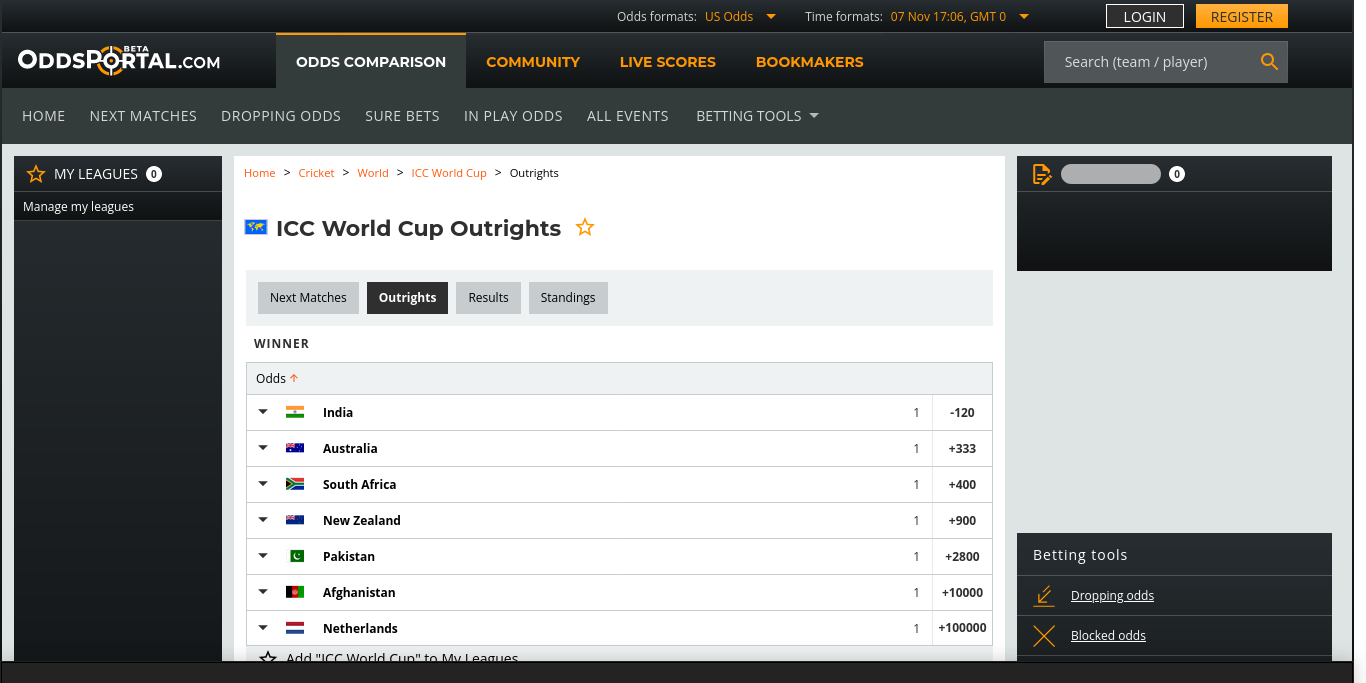 Odds formats: US Odds Time formats: 07 Nov 17:06, GMT 0 LOGIN REGISTER
ODDSPORTAL.COM BETA ODDS COMPARISON COMMUNITY LIVE SCORES BOOKMAKERS Search (team / player)
HOME NEXT MATCHES DROPPING ODDS SURE BETS IN PLAY ODDS ALL EVENTS BETTING TOOLS
MY LEAGUES 0
Manage my leagues
Home > Cricket > World > ICC World Cup > Outrights
ICC World Cup Outrights
Next Matches Outrights Results Standings
WINNER
Odds
India 1 -120
Australia 1 +333
South Africa 1 +400
New Zealand 1 +900
Pakistan 1 +2800
Afghanistan 1 +10000
Netherlands 1 +100000
Add "ICC World Cup" to My Leagues
0
Betting tools
Dropping odds
Blocked odds